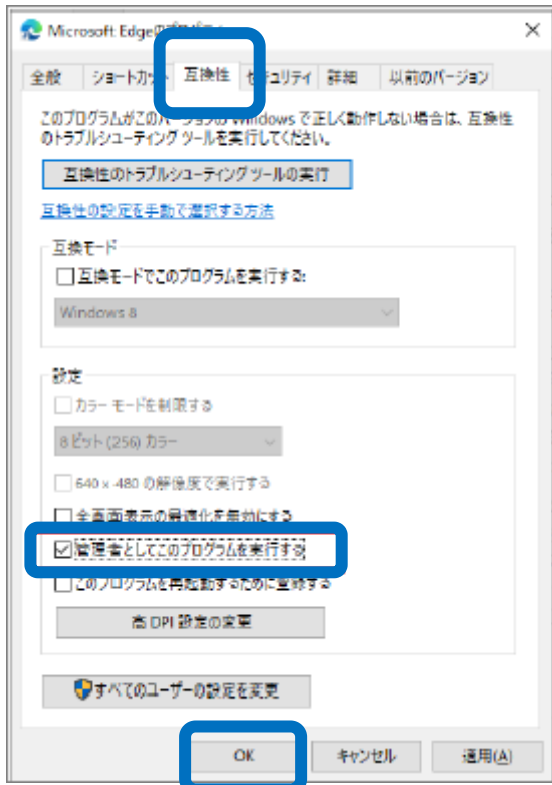 Microsoft Edgeの
全般 ショートカット 互換性 セキュリティ 詳細 以前のバージョン
このプログラムがこのバージョンの Windows で正しく動作しない場合は、互換性
のトラブルシューティング ツールを実行してください。
互換性のトラブルシューティング ツールの実行
互換性の設定を手動で選択する方法
互換モード
互換モードでこのプログラムを実行する:
Windows 8
設定
カラー モードを制限する
8 ビット (256) カラー
640 x 480 の解像度で実行する
全画面表示の最適化を無効にする
管理者としてこのプログラムを実行する
このプログラムを再起動するために登録する
高 DPI 設定の変更
すべてのユーザーの設定を変更
OK キャンセル 適用(A)